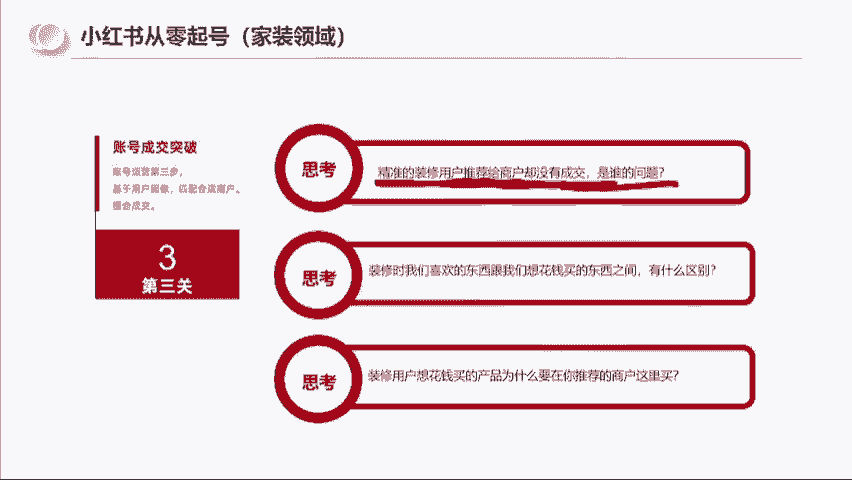 小红书从零起号（家装领域）
账号成交突破
账号运营第三步，
基于用户画像，匹配合适商户，
撮合成交。
3
第三关
思考
精准的装修用户推荐给商户却没有成交，是谁的问题？
思考
装修时我们喜欢的东西跟我们想花钱买的东西之间，有什么区别？
思考
装修用户想花钱买的产品为什么要在你推荐的商户这里买？